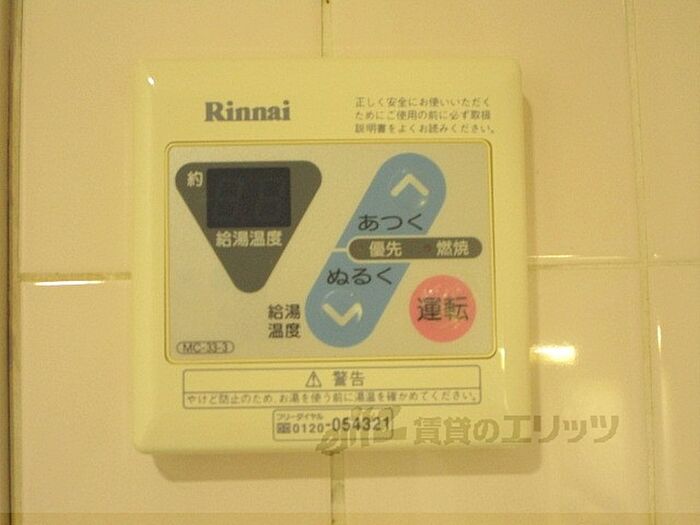 Rinnai
正しく安全にお使いいただく
ためにご使用の前に必ず取扱
説明書をよくお読みください。
約
給湯温度
あつく
優先 燃焼
ぬるく
給湯
温度
運転
MC-33-3
⚠ 警告
やけど防止のため、お湯を使う前に湯温を確かめてください。
フリーダイヤル
0120-054321
賃貸のエリッツ